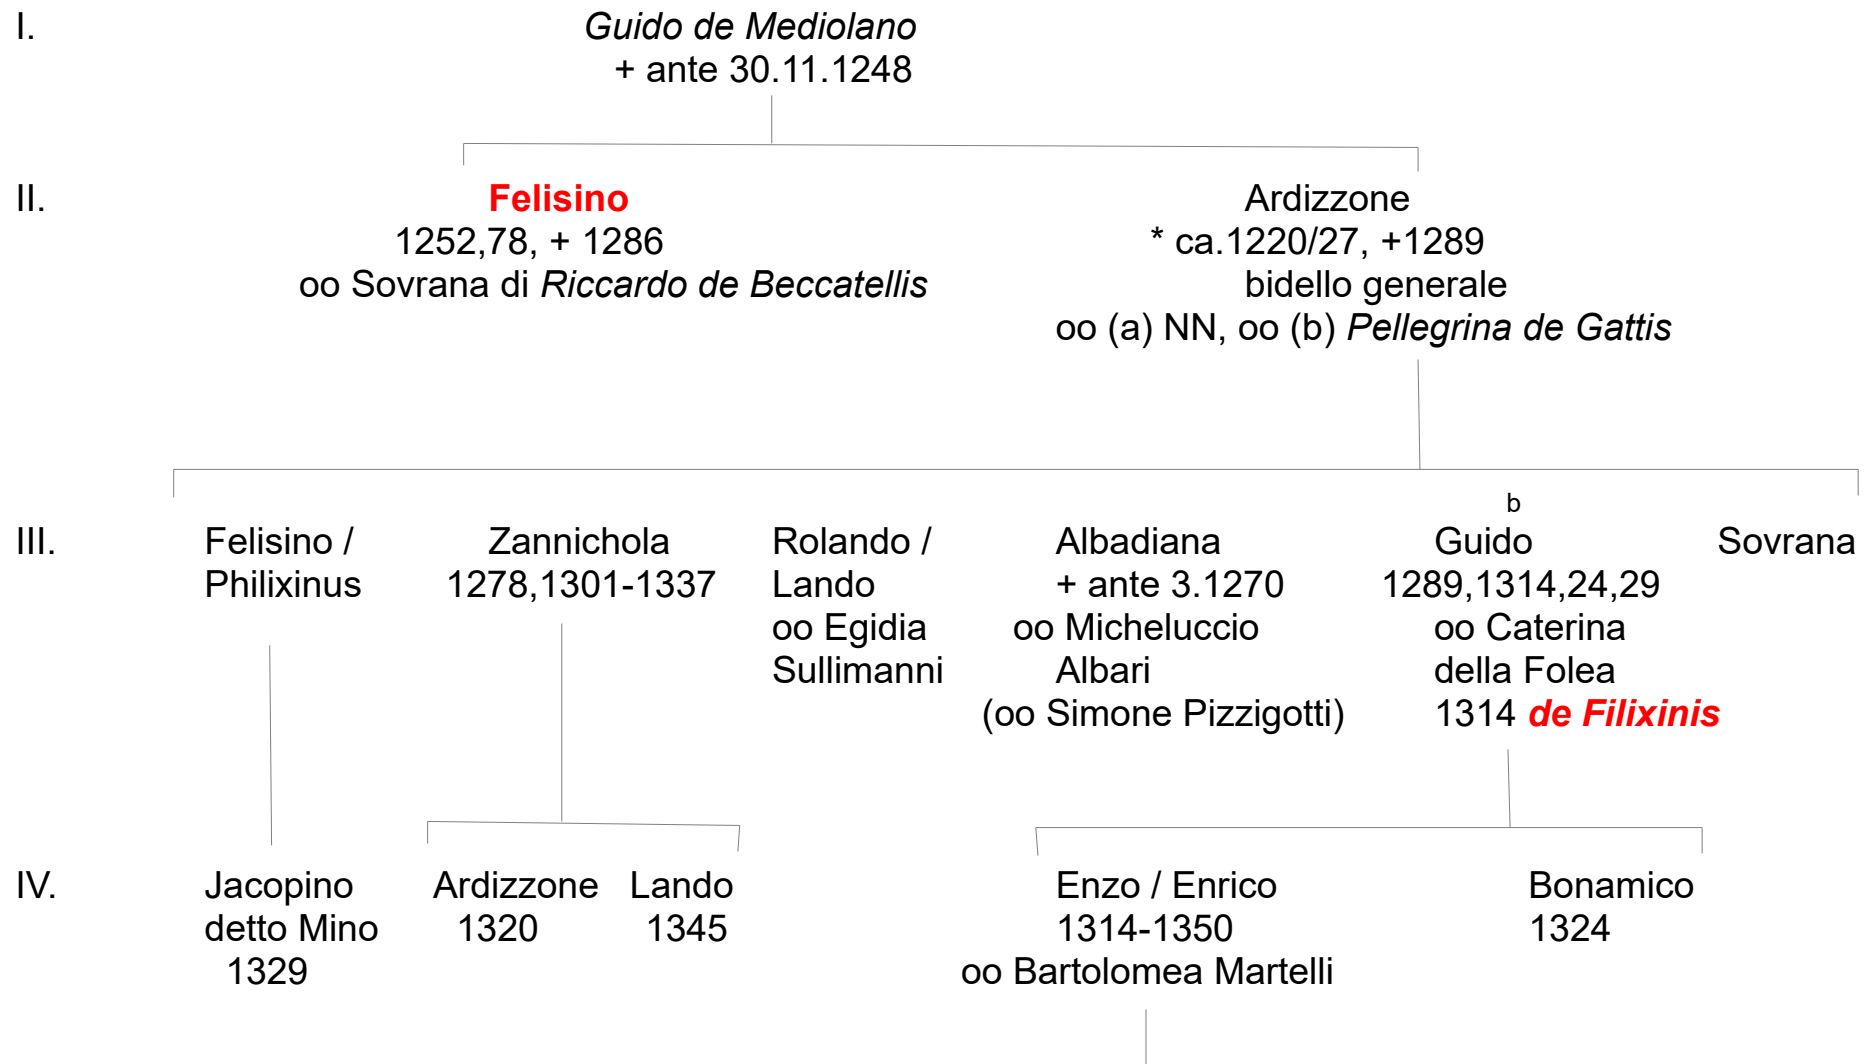 I.
Guido de Mediolano
+ ante 30.11.1248
II.
Felisino
1252,78, + 1286
oo Sovrana di Riccardo de Beccatellis
Ardizzone
* ca.1220/27, +1289
bidello generale
oo (a) NN, oo (b) Pellegrina de Gattis
III.
Felisino /
Philixinus
Zannichola
1278,1301-1337
Rolando /
Lando
oo Egidia
Sullimanni
Albadiana
+ ante 3.1270
oo Micheluccio
Albari
(oo Simone Pizzigotti)
b
Guido
1289,1314,24,29
oo Caterina
della Folea
1314 de Filixinis
Sovrana
IV.
Jacopino
detto Mino
1329
Ardizzone
1320
Lando
1345
Enzo / Enrico
1314-1350
oo Bartolomea Martelli
Bonamico
1324